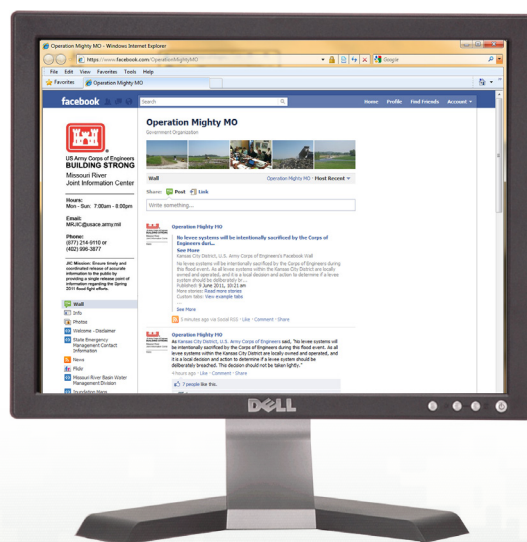 Operation Mighty MO - Windows Internet Explorer
https://www.facebook.com/OperationMightyMO
Google
File Edit View Favorites Tools Help
Favorites Operation Mighty MO
facebook Search Home Profile Find Friends Account
US Army Corps of Engineers
BUILDING STRONG
Missouri River
Joint Information Center
Hours:
Mon - Sun: 7:00am - 8:00pm
Email:
MRJIC@usace.army.mil
Phone:
(877) 214-9110 or
(402) 996-3877
JIC Mission: Ensure timely and
coordinated release of accurate
information to the public by
providing a single release point of
information regarding the Spring
2011 flood fight efforts.
Wall
Info
Photos
Welcome - Disclaimer
State Emergency
Management Contact
Information
News
Flickr
Missouri River Basin Water
Management Division
Inundation Maps
Operation Mighty MO
Government Organization
Wall Operation Mighty MO · Most Recent
Share: Post Link
Write something...
Operation Mighty MO
No levee systems will be intentionally sacrificed by the Corps of
Engineers duri...
See More
Kansas City District, U.S. Army Corps of Engineer's Facebook Wall
No levee systems will be intentionally sacrificed by the Corps of Engineers during
this flood event. As all levee systems within the Kansas City District are locally
owned and operated, and it is a local decision and action to determine if a levee
system should be deliberately br...
Published: 9 June 2011, 10:21 am
More stories: Read more stories
Custom tabs: View example tabs
...
See More
5 minutes ago via Social RSS · Like · Comment · Share
Operation Mighty MO
As Kansas City District, U.S. Army Corps of Engineers said, "No levee systems will
be intentionally sacrificed by the Corps of Engineers during this flood event. As all
levee systems within the Kansas City District are locally owned and operated, and
it is a local decision and action to determine if a levee system should be
deliberately breached. This decision should not be taken lightly."
4 hours ago · Like · Comment · Share
7 people like this.
DELL